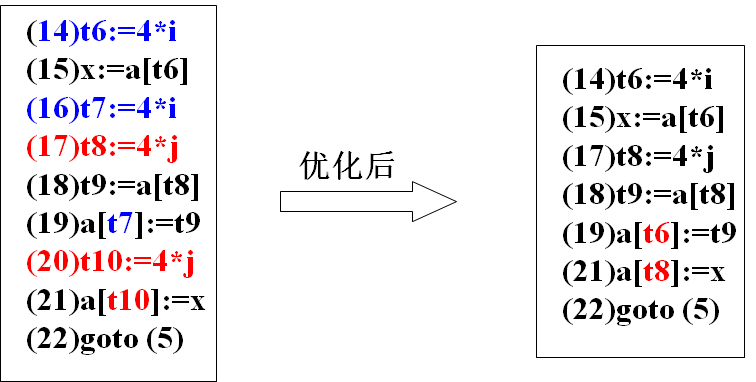 (14)t6:=4*i
(15)x:=a[t6]
(16)t7:=4*i
(17)t8:=4*j
(18)t9:=a[t8]
(19)a[t7]:=t9
(20)t10:=4*j
(21)a[t10]:=x
(22)goto (5)
优化后
(14)t6:=4*i
(15)x:=a[t6]
(17)t8:=4*j
(18)t9:=a[t8]
(19)a[t6]:=t9
(21)a[t8]:=x
(22)goto (5)